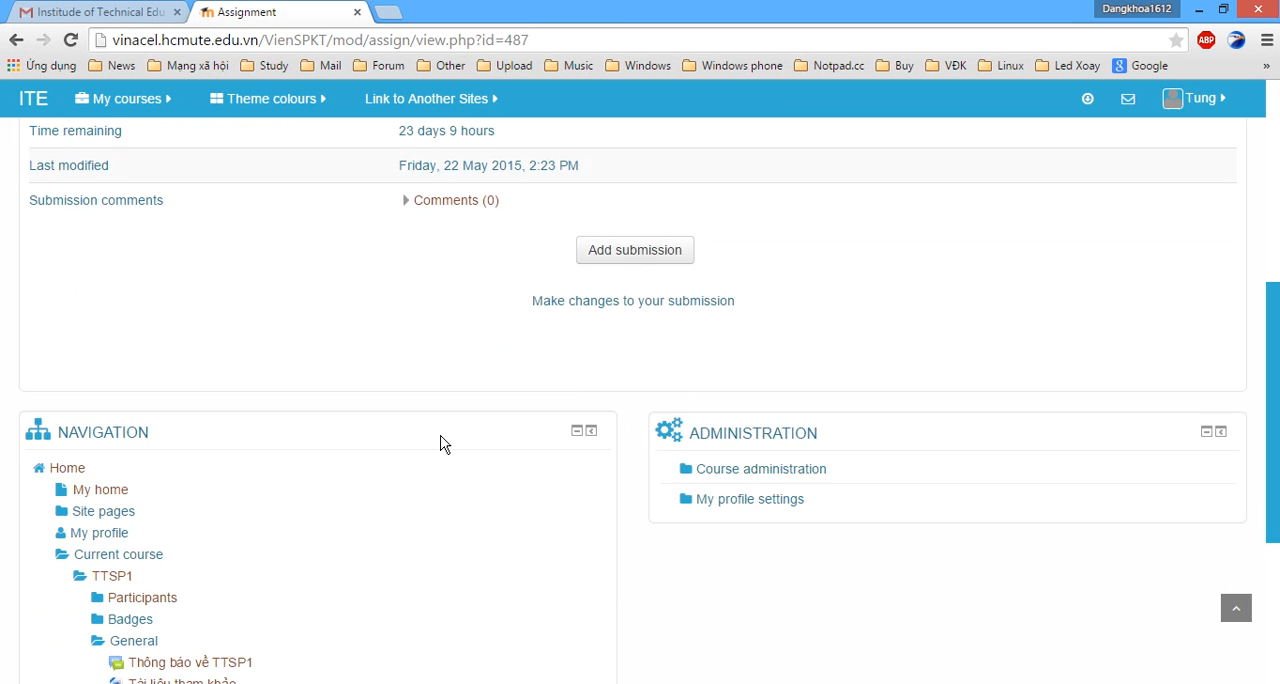 Institude of Technical Edu
Assignment
Dangkhoa1612
vinacel.hcmute.edu.vn/VienSPKT/mod/assign/view.php?id=487
ABP
Ứng dụng News Mạng xã hội Study Mail Forum Other Upload Music Windows Windows phone Notpad.cc Buy VĐK Linux Led Xoay Google »
ITE My courses Theme colours Link to Another Sites Tung
Time remaining 23 days 9 hours
Last modified Friday, 22 May 2015, 2:23 PM
Submission comments Comments (0)
Add submission
Make changes to your submission
NAVIGATION
Home
My home
Site pages
My profile
Current course
TTSP1
Participants
Badges
General
Thông báo về TTSP1
Tài liệu tham khảo
ADMINISTRATION
Course administration
My profile settings